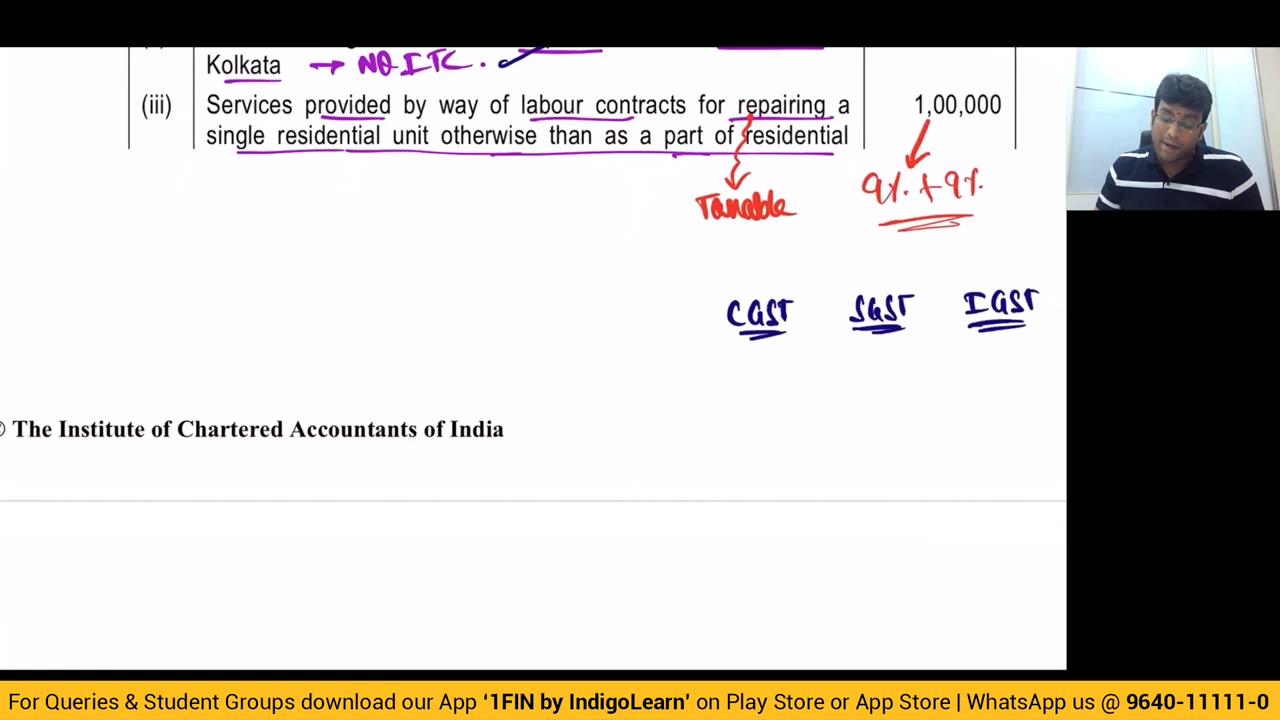 Kolkata → NO ITC.
(iii) Services provided by way of labour contracts for repairing a 1,00,000
single residential unit otherwise than as a part of residential
Taxable 9% + 9%
CGST SGST IGST
The Institute of Chartered Accountants of India
For Queries & Student Groups download our App ‘1FIN by IndigoLearn’ on Play Store or App Store | WhatsApp us @ 9640-11111-0